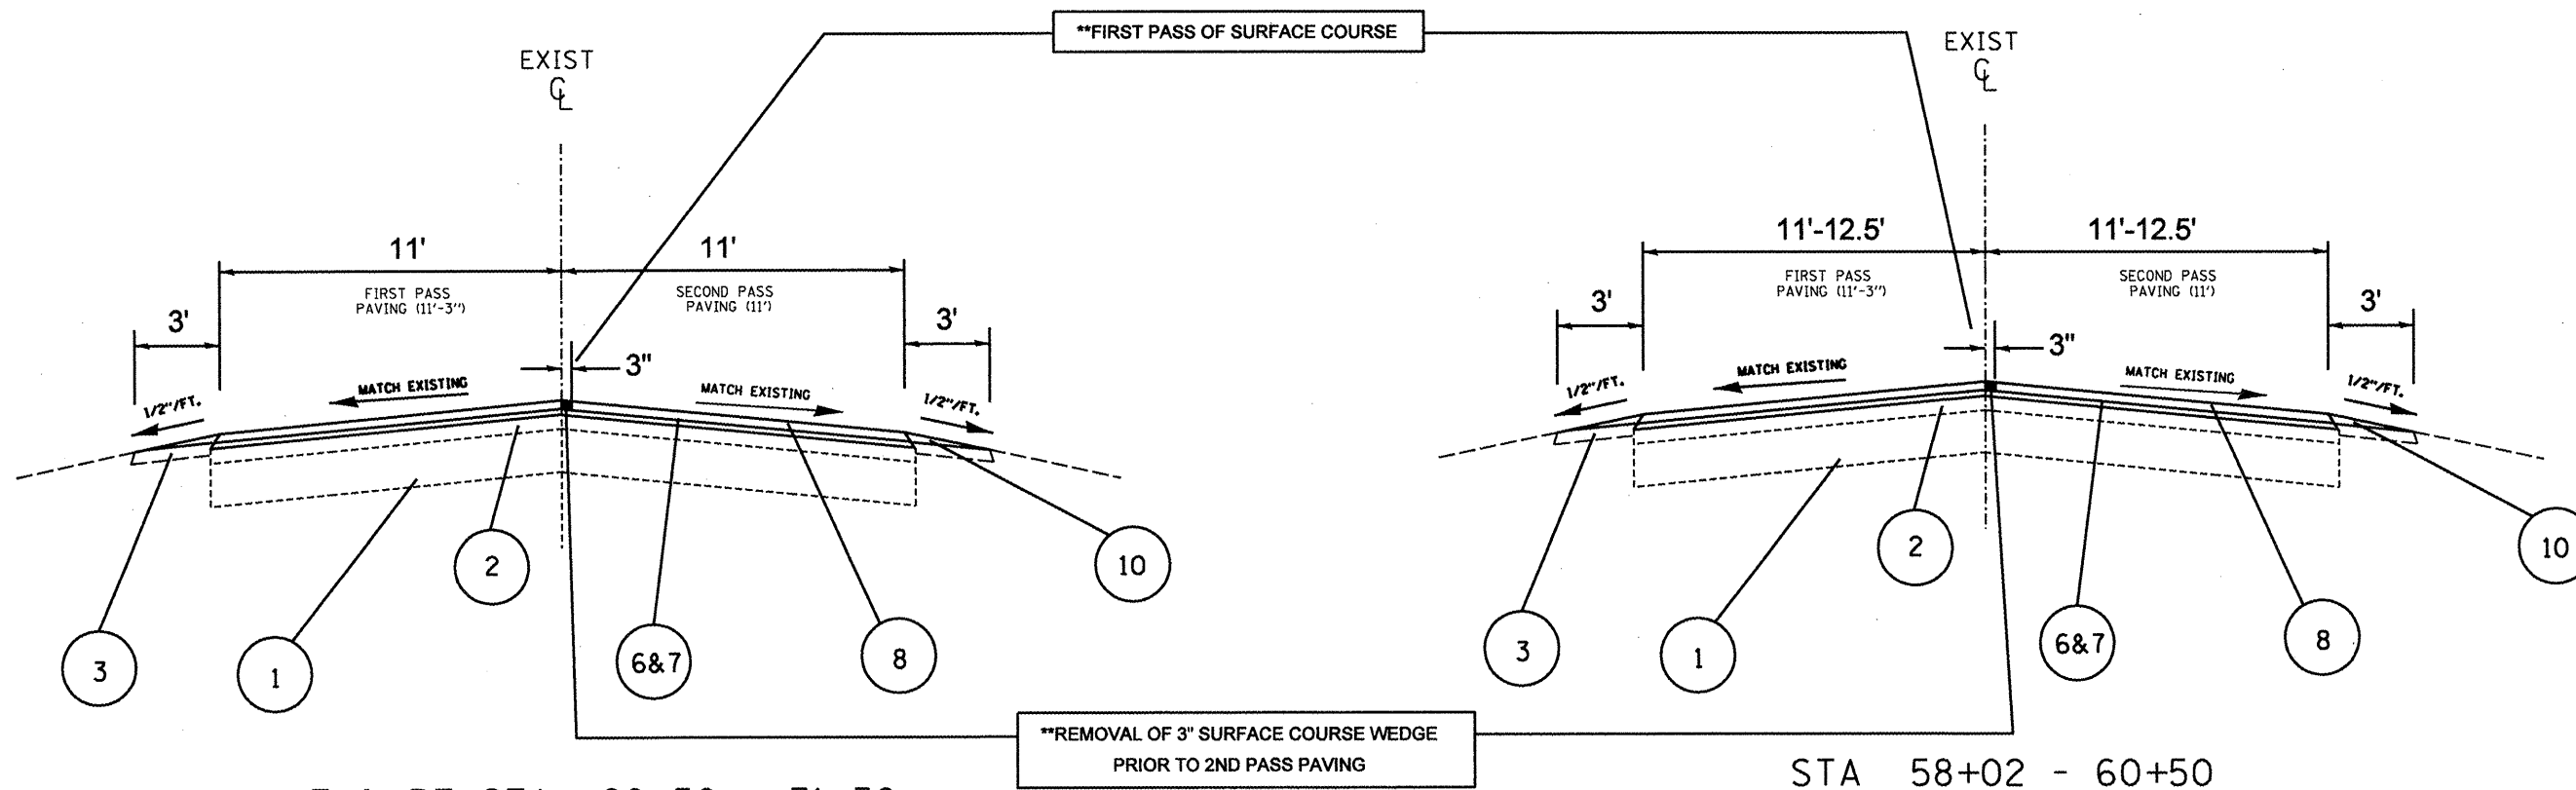 **FIRST PASS OF SURFACE COURSE
EXIST
℄
11'
11'
FIRST PASS
PAVING (11'-3")
SECOND PASS
PAVING (11')
3'
3'
3"
1/2"/FT.
MATCH EXISTING
MATCH EXISTING
1/2"/FT.
3
1
2
6&7
8
10
EXIST
℄
11'-12.5'
11'-12.5'
FIRST PASS
PAVING (11'-3")
SECOND PASS
PAVING (11')
3'
3'
3"
1/2"/FT.
MATCH EXISTING
MATCH EXISTING
1/2"/FT.
3
1
2
6&7
8
10
**REMOVAL OF 3" SURFACE COURSE WEDGE
PRIOR TO 2ND PASS PAVING
STA 58+02 - 60+50